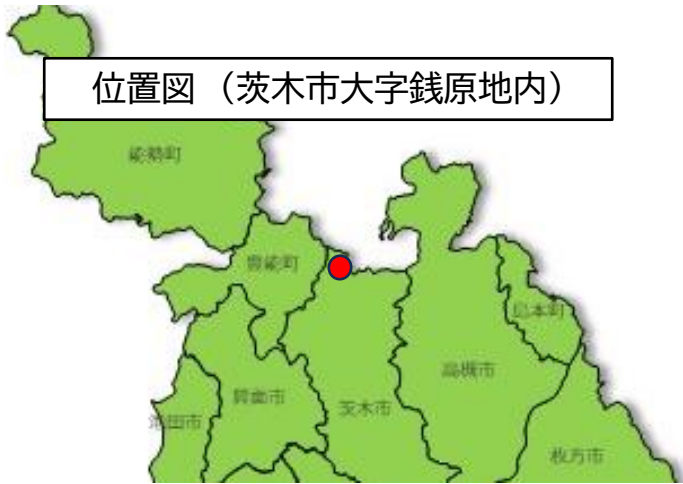 位置図（茨木市大字銭原地内）
能勢町
豊能町
島本町
高槻市
箕面市
茨木市
池田市
枚方市